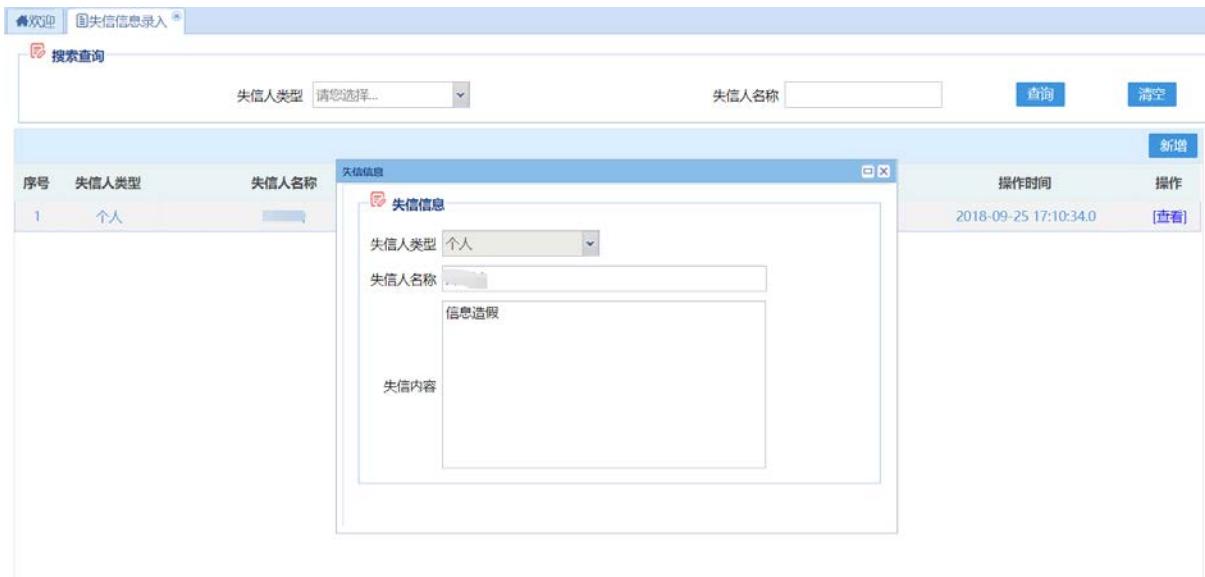 欢迎 失信信息录入
搜索查询
失信人类型 请您选择... 失信人名称 查询 清空
新增
序号 失信人类型 失信人名称 操作时间 操作
1 个人 2018-09-25 17:10:34.0 [查看]
失信信息
失信信息
失信人类型 个人
失信人名称
信息造假
失信内容